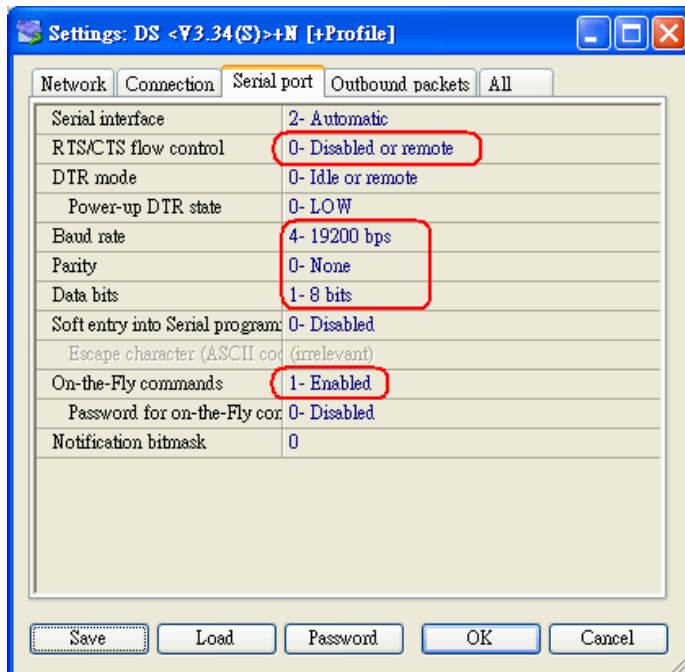 Settings: DS <V3.34(S)>+N [+Profile]
Network Connection Serial port Outbound packets All
Serial interface 2- Automatic
RTS/CTS flow control 0- Disabled or remote
DTR mode 0- Idle or remote
Power-up DTR state 0- LOW
Baud rate 4- 19200 bps
Parity 0- None
Data bits 1- 8 bits
Soft entry into Serial program 0- Disabled
Escape character (ASCII cod (irrelevant)
On-the-Fly commands 1- Enabled
Password for on-the-Fly con 0- Disabled
Notification bitmask 0
Save Load Password OK Cancel